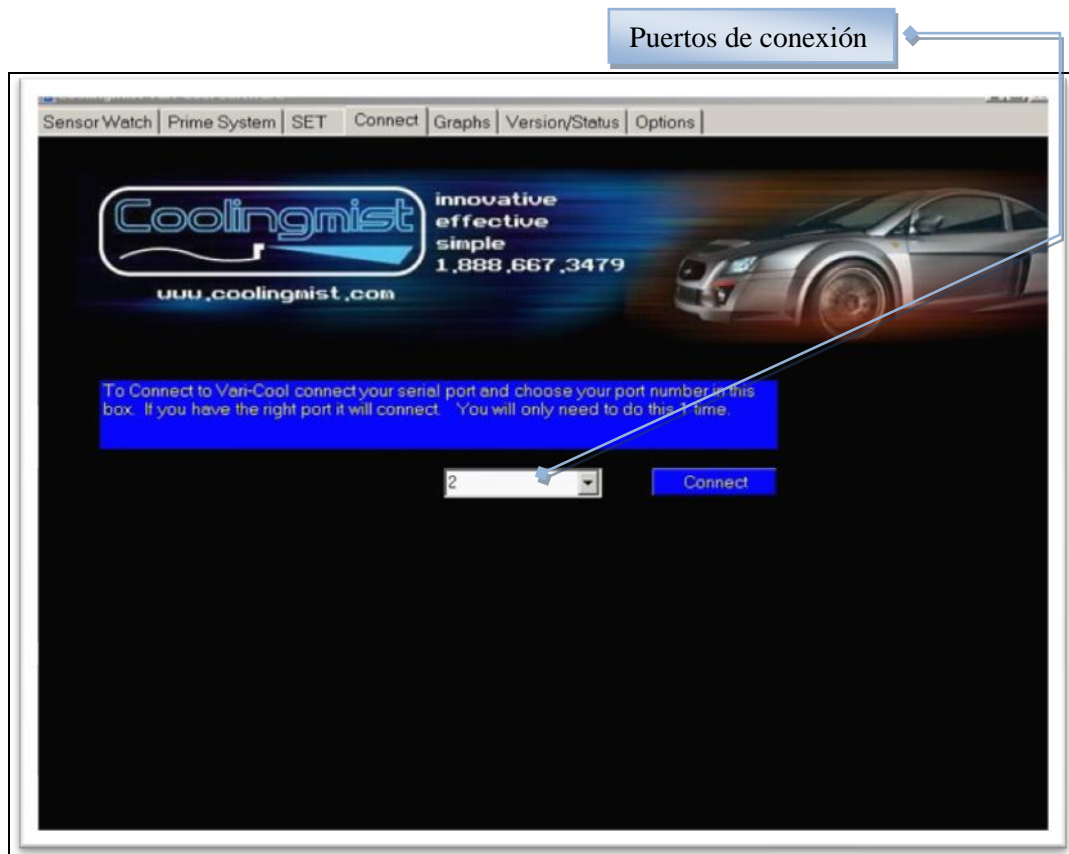 Puertos de conexión
Sensor Watch Prime System SET Connect Graphs Version/Status Options
Coolingmist
innovative
effective
simple
1.888.667.3479
www.coolingmist.com
To Connect to Vari-Cool connect your serial port and choose your port number in this
box. If you have the right port it will connect. You will only need to do this 1 time.
2
Connect